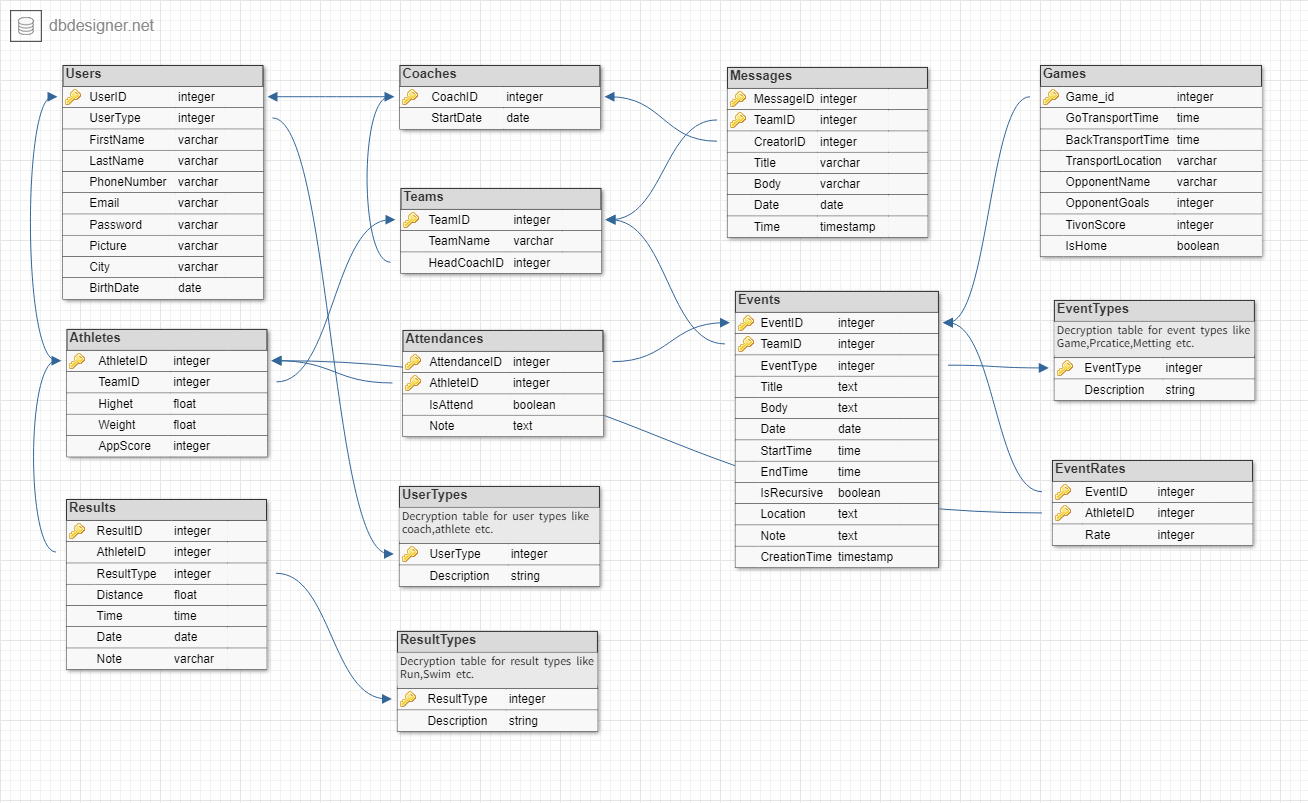 dbdesigner.net
Users
UserID integer
UserType integer
FirstName varchar
LastName varchar
PhoneNumber varchar
Email varchar
Password varchar
Picture varchar
City varchar
BirthDate date
Coaches
CoachID integer
StartDate date
Messages
MessageID integer
TeamID integer
CreatorID integer
Title varchar
Body varchar
Date date
Time timestamp
Games
Game_id integer
GoTransportTime time
BackTransportTime time
TransportLocation varchar
OpponentName varchar
OpponentGoals integer
TivonScore integer
IsHome boolean
Teams
TeamID integer
TeamName varchar
HeadCoachID integer
Athletes
AthleteID integer
TeamID integer
Highet float
Weight float
AppScore integer
Attendances
AttendanceID integer
AthleteID integer
IsAttend boolean
Note text
Events
EventID integer
TeamID integer
EventType integer
Title text
Body text
Date date
StartTime time
EndTime time
IsRecursive boolean
Location text
Note text
CreationTime timestamp
EventTypes
Decryption table for event types like
Game,Prcatice,Metting etc.
EventType integer
Description string
EventRates
EventID integer
AthleteID integer
Rate integer
Results
ResultID integer
AthleteID integer
ResultType integer
Distance float
Time time
Date date
Note varchar
UserTypes
Decryption table for user types like
coach,athlete etc.
UserType integer
Description string
ResultTypes
Decryption table for result types like
Run,Swim etc.
ResultType integer
Description string